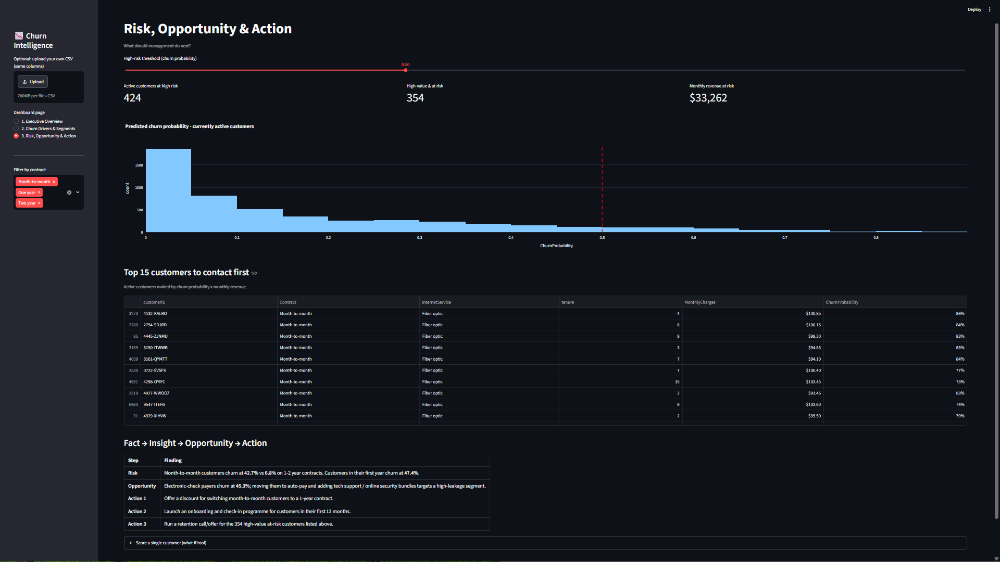 Deploy
Churn
Intelligence
Optional: upload your own CSV
(same columns)
Upload
200MB per file • CSV
Dashboard page
1. Executive Overview
2. Churn Drivers & Segments
3. Risk, Opportunity & Action
Filter by contract
Month-to-month ×
One year ×
Two year ×
Risk, Opportunity & Action
What should management do next?
High-risk threshold (churn probability)
0.50
Active customers at high risk
424
High-value & at risk
354
Monthly revenue at risk
$33,262
Predicted churn probability - currently active customers
count
1500
1000
500
0
0 0.1 0.2 0.3 0.4 0.5 0.6 0.7 0.8
ChurnProbability
Top 15 customers to contact first
Active customers ranked by churn probability x monthly revenue.
customerID Contract InternetService tenure MonthlyCharges ChurnProbability
3270 4132-KALRO Month-to-month Fiber optic 4 $100.85 86%
2280 2754-SDJRD Month-to-month Fiber optic 8 $100.15 84%
85 4445-ZJNMU Month-to-month Fiber optic 9 $99.30 83%
3159 5150-ITWWB Month-to-month Fiber optic 3 $94.85 85%
4039 8161-QYMTT Month-to-month Fiber optic 7 $94.10 84%
2530 0722-SVSFK Month-to-month Fiber optic 7 $100.40 77%
4931 4298-OYIFC Month-to-month Fiber optic 15 $103.45 75%
2519 4927-WWOOZ Month-to-month Fiber optic 2 $91.45 83%
6963 9547-ITEFG Month-to-month Fiber optic 9 $102.60 74%
31 4929-XIHVW Month-to-month Fiber optic 2 $95.50 79%
Fact → Insight → Opportunity → Action
Step Finding
Risk Month-to-month customers churn at 42.7% vs 6.8% on 1-2 year contracts. Customers in their first year churn at 47.4%.
Opportunity Electronic-check payers churn at 45.3%; moving them to auto-pay and adding tech support / online security bundles targets a high-leakage segment.
Action 1 Offer a discount for switching month-to-month customers to a 1-year contract.
Action 2 Launch an onboarding and check-in programme for customers in their first 12 months.
Action 3 Run a retention call/offer for the 354 high-value at-risk customers listed above.
Score a single customer (what-if tool)